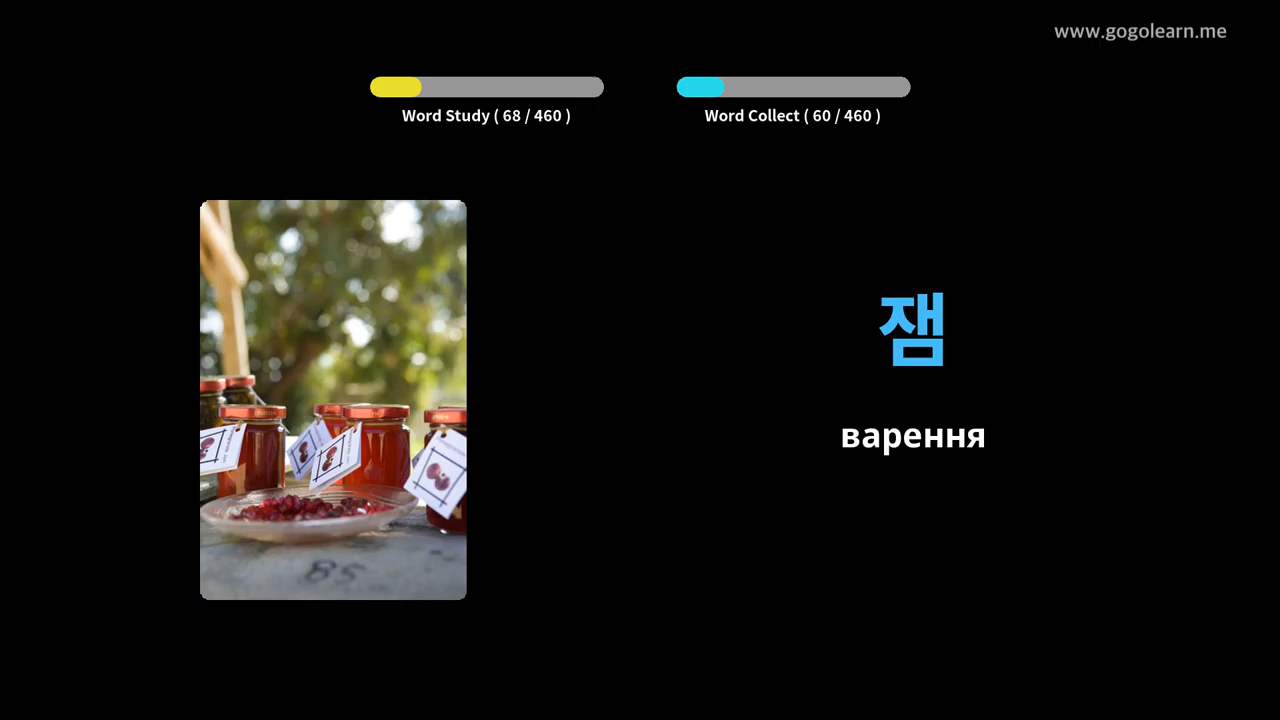 www.gogolearn.me
Word Study ( 68 / 460 )
Word Collect ( 60 / 460 )
잼
варення
85